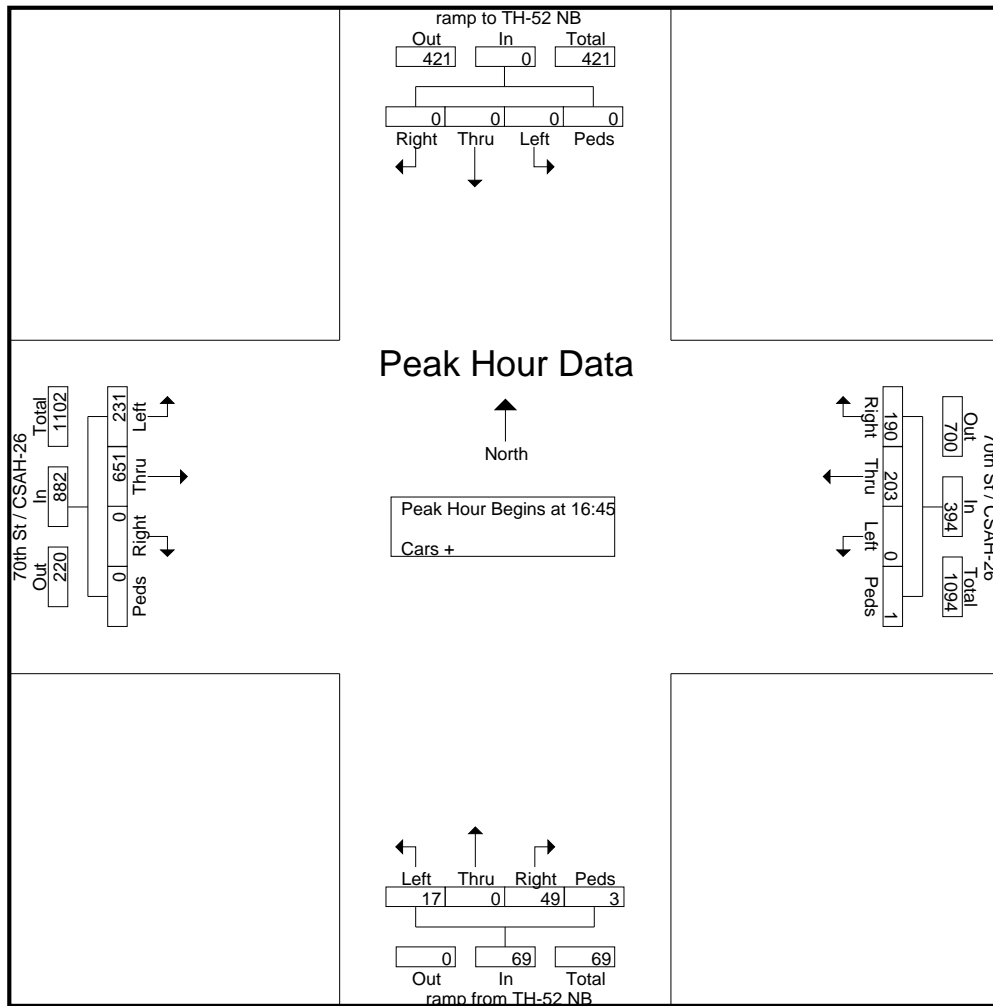 ramp to TH-52 NB
Out In Total
421 0 421
0 0 0 0
Right Thru Left Peds
Peak Hour Data
North
Peak Hour Begins at 16:45
Cars +
70th St / CSAH-26
Total In Out
1102 882 220
231 651 0 0
Left Thru Right Peds
70th St / CSAH-26
Out In Total
700 394 1094
190 203 0 1
Right Thru Left Peds
Left Thru Right Peds
17 0 49 3
0 69 69
Out In Total
ramp from TH-52 NB